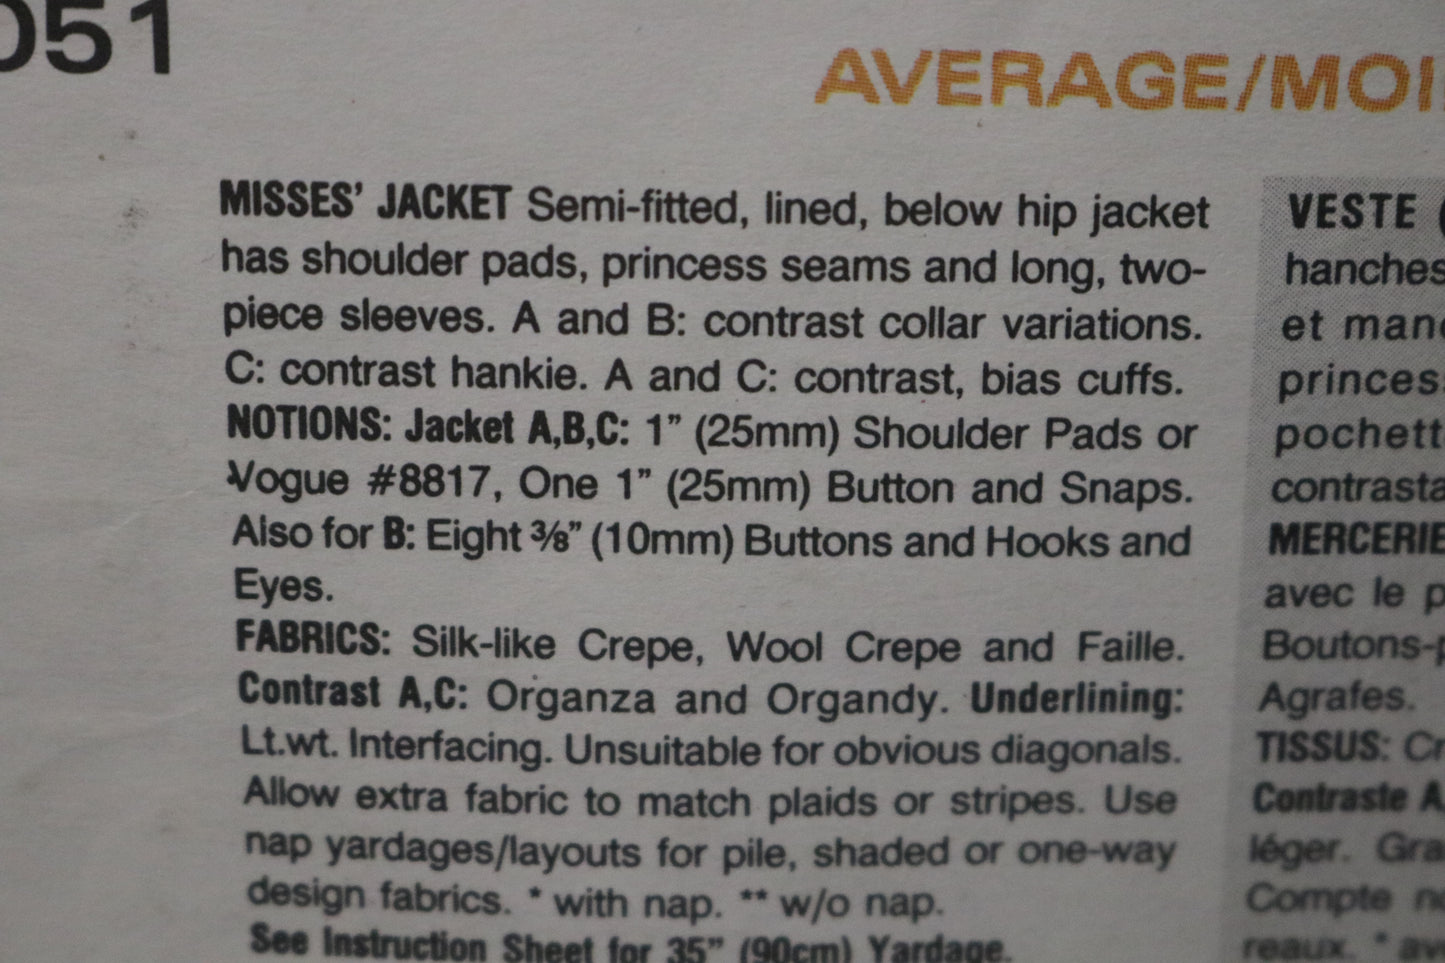 051
AVERAGE/MOI
MISSES' JACKET Semi-fitted, lined, below hip jacket
has shoulder pads, princess seams and long, two-
piece sleeves. A and B: contrast collar variations.
C: contrast hankie. A and C: contrast, bias cuffs.
NOTIONS: Jacket A,B,C: 1" (25mm) Shoulder Pads or
Vogue #8817, One 1" (25mm) Button and Snaps.
Also for B: Eight ⅜" (10mm) Buttons and Hooks and
Eyes.
FABRICS: Silk-like Crepe, Wool Crepe and Faille.
Contrast A,C: Organza and Organdy. Underlining:
Lt.wt. Interfacing. Unsuitable for obvious diagonals.
Allow extra fabric to match plaids or stripes. Use
nap yardages/layouts for pile, shaded or one-way
design fabrics. * with nap. ** w/o nap.
See Instruction Sheet for 35" (90cm) Yardage.
VESTE (
hanches
et man
princes
pochett
contrasta
MERCERIE
avec le p
Boutons-p
Agrafes.
TISSUS: Cr
Contraste A
léger. Gra
Compte n
reaux. * av